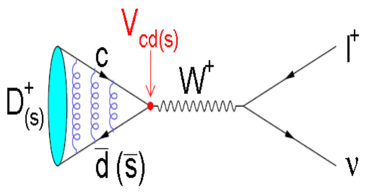 V_cd(s)
c
W⁺
l⁺
D⁺_(s)
d̅ (s̅)
ν